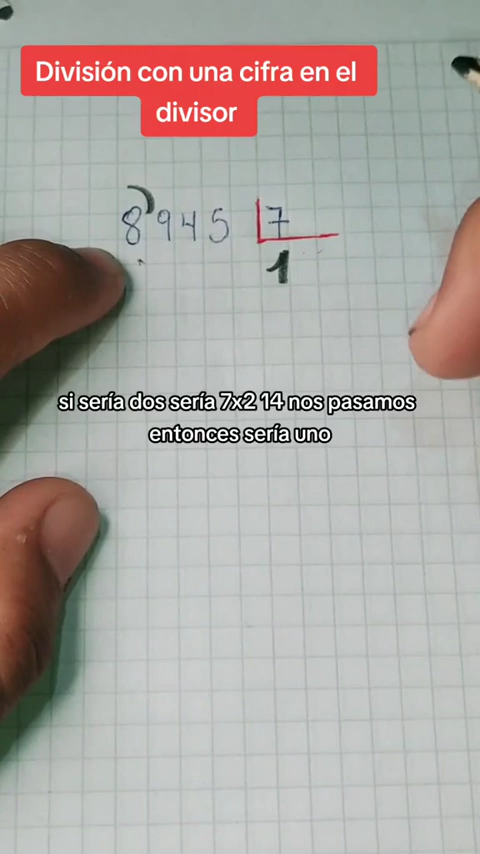 División con una cifra en el
divisor
8945 7
1
si sería dos sería 7x2 14 nos pasamos
entonces sería uno